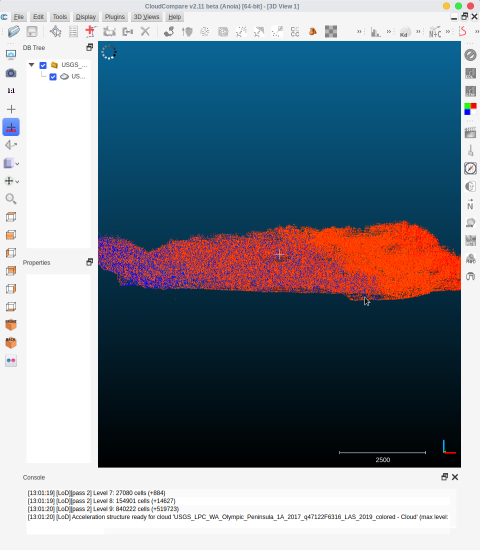 CloudCompare v2.11 beta (Anoia) [64-bit] - [3D View 1]
File Edit Tools Display Plugins 3D Views Help
» Kd N+C » S »
DB Tree
USGS_...
US...
1:1
N
Properties
2500
Console
[13:01:19] [LoD][pass 2] Level 7: 27080 cells (+884)
[13:01:19] [LoD][pass 2] Level 8: 154901 cells (+14627)
[13:01:20] [LoD][pass 2] Level 9: 840222 cells (+519723)
[13:01:20] [LoD] Acceleration structure ready for cloud 'USGS_LPC_WA_Olympic_Peninsula_1A_2017_q47122F6316_LAS_2019_colored - Cloud' (max level: